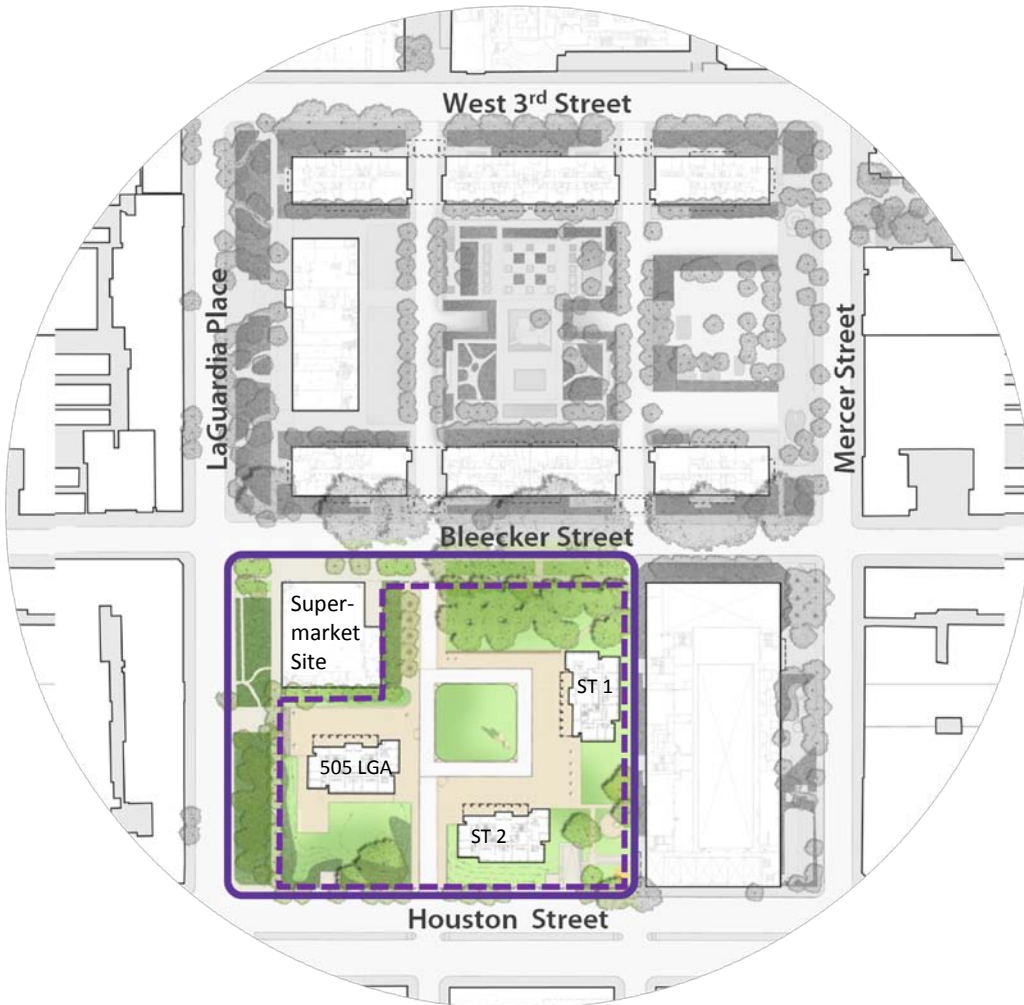 West 3rd Street
LaGuardia Place
Mercer Street
Bleecker Street
Super-
market
Site
ST 1
505 LGA
ST 2
Houston Street